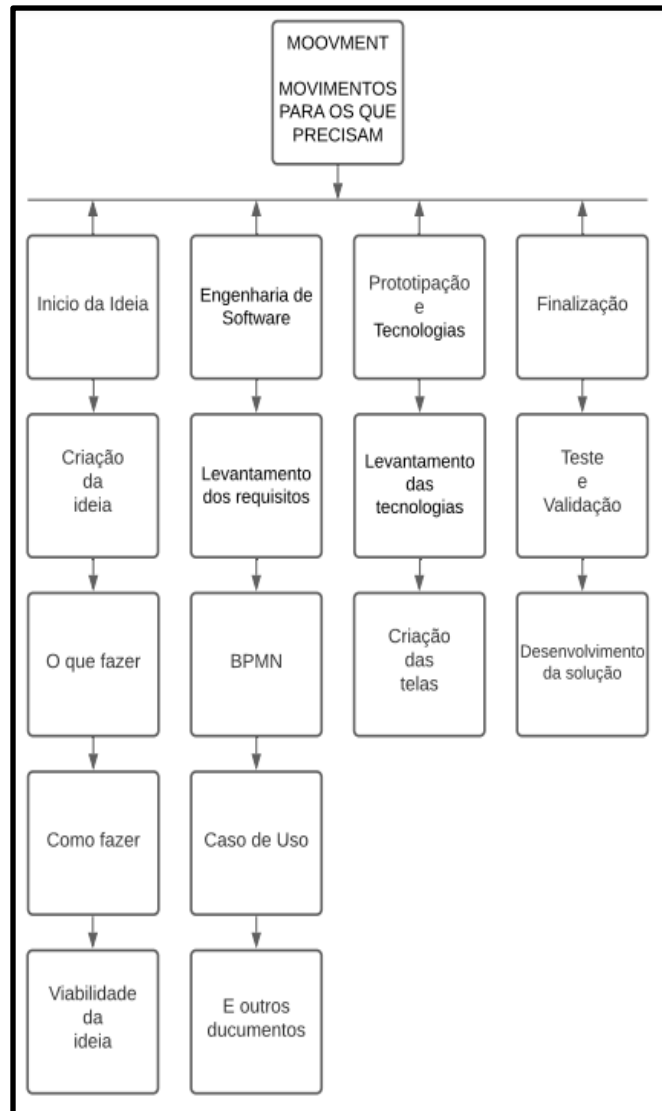 MOOVMENT
MOVIMENTOS
PARA OS QUE
PRECISAM
Inicio da Ideia
Engenharia de
Software
Prototipação
e
Tecnologias
Finalização
Criação
da
ideia
Levantamento
dos requisitos
Levantamento
das
tecnologias
Teste
e
Validação
O que fazer
BPMN
Criação
das
telas
Desenvolvimento
da solução
Como fazer
Caso de Uso
Viabilidade
da
ideia
E outros
ducumentos